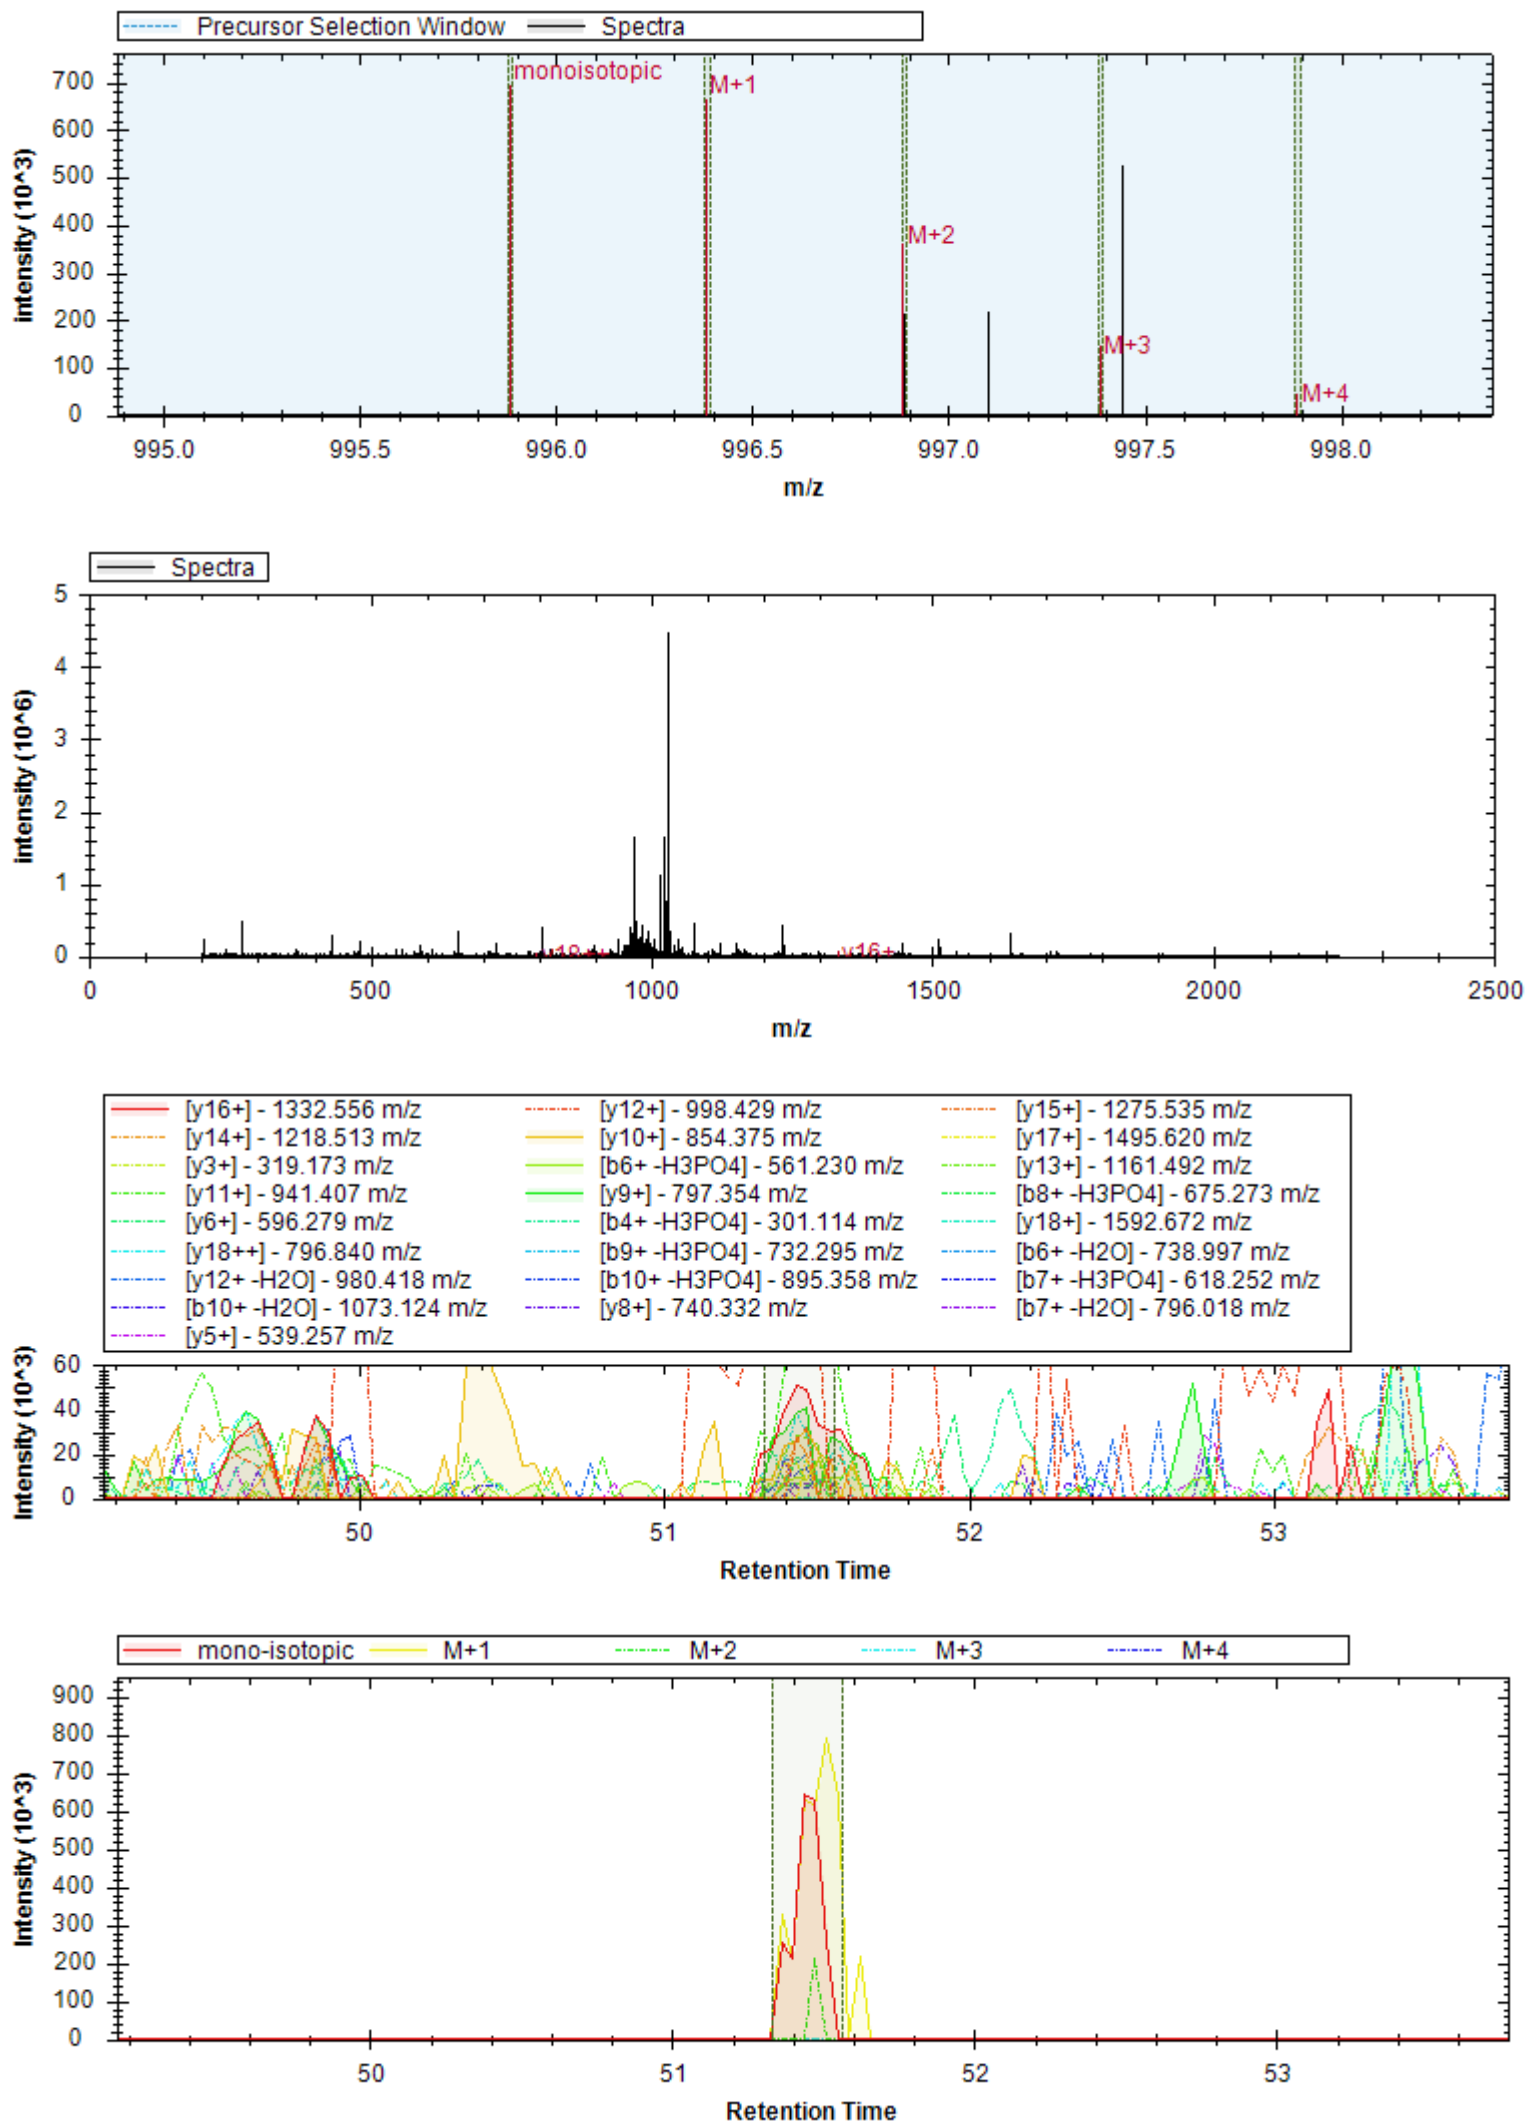 Precursor Selection Window Spectra
monoisotopic
M+1
M+2
M+3
M+4
intensity (10^3)
700
600
500
400
300
200
100
0
995.0 995.5 996.0 996.5 997.0 997.5 998.0
m/z
Spectra
intensity (10^6)
5
4
3
2
1
0
y18++
y16+
0 500 1000 1500 2000 2500
m/z
[y16+] - 1332.556 m/z [y12+] - 998.429 m/z [y15+] - 1275.535 m/z
[y14+] - 1218.513 m/z [y10+] - 854.375 m/z [y17+] - 1495.620 m/z
[y3+] - 319.173 m/z [b6+ -H3PO4] - 561.230 m/z [y13+] - 1161.492 m/z
[y11+] - 941.407 m/z [y9+] - 797.354 m/z [b8+ -H3PO4] - 675.273 m/z
[y6+] - 596.279 m/z [b4+ -H3PO4] - 301.114 m/z [y18+] - 1592.672 m/z
[y18++] - 796.840 m/z [b9+ -H3PO4] - 732.295 m/z [b6+ -H2O] - 738.997 m/z
[y12+ -H2O] - 980.418 m/z [b10+ -H3PO4] - 895.358 m/z [b7+ -H3PO4] - 618.252 m/z
[b10+ -H2O] - 1073.124 m/z [y8+] - 740.332 m/z [b7+ -H2O] - 796.018 m/z
[y5+] - 539.257 m/z
Intensity (10^3)
60
40
20
0
50 51 52 53
Retention Time
mono-isotopic M+1 M+2 M+3 M+4
Intensity (10^3)
900
800
700
600
500
400
300
200
100
0
50 51 52 53
Retention Time